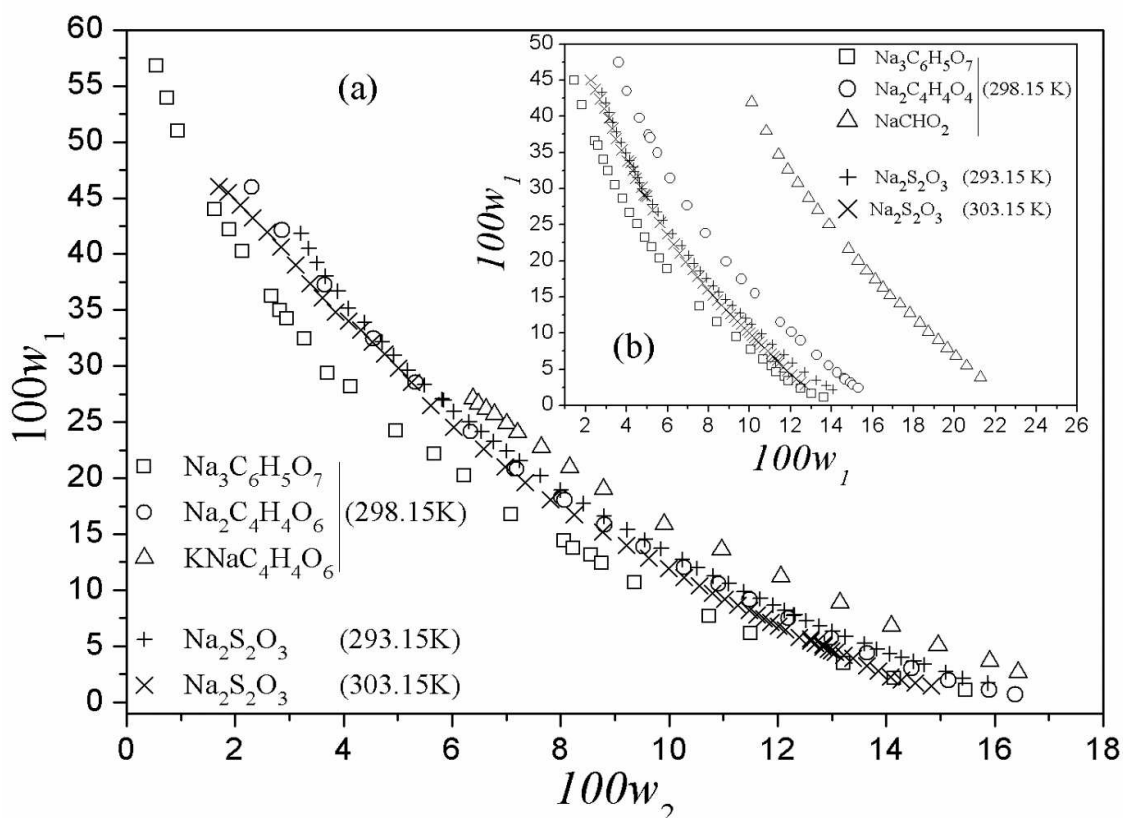 60
55
50
45
40
35
30
25
20
15
10
5
0
100w₁
(a)
0 2 4 6 8 10 12 14 16 18
100w₂
Na₃C₆H₅O₇
Na₂C₄H₄O₆ (298.15K)
KNaC₄H₄O₆
Na₂S₂O₃ (293.15K)
Na₂S₂O₃ (303.15K)
50
45
40
35
30
25
20
15
10
5
0
100w₁
(b)
2 4 6 8 10 12 14 16 18 20 22 24 26
100w₁
Na₃C₆H₅O₇
Na₂C₄H₄O₄ (298.15 K)
NaCHO₂
Na₂S₂O₃ (293.15 K)
Na₂S₂O₃ (303.15 K)